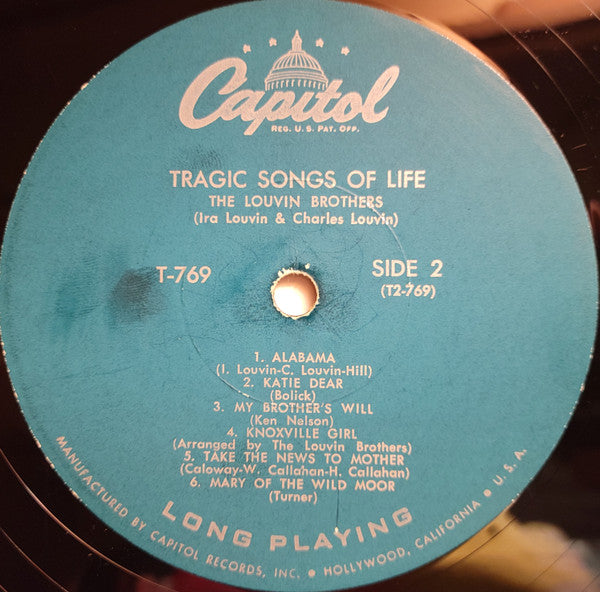 Capitol
REG. U.S. PAT. OFF.
TRAGIC SONGS OF LIFE
THE LOUVIN BROTHERS
(Ira Louvin & Charles Louvin)
T-769
SIDE 2
(T2-769)
1. ALABAMA
(I. Louvin-C. Louvin-Hill)
2. KATIE DEAR
(Bolick)
3. MY BROTHER'S WILL
(Ken Nelson)
4. KNOXVILLE GIRL
(Arranged by The Louvin Brothers)
5. TAKE THE NEWS TO MOTHER
(Caloway-W. Callahan-H. Callahan)
6. MARY OF THE WILD MOOR
(Turner)
LONG PLAYING
MANUFACTURED BY CAPITOL RECORDS, INC. • HOLLYWOOD, CALIFORNIA • U.S.A.